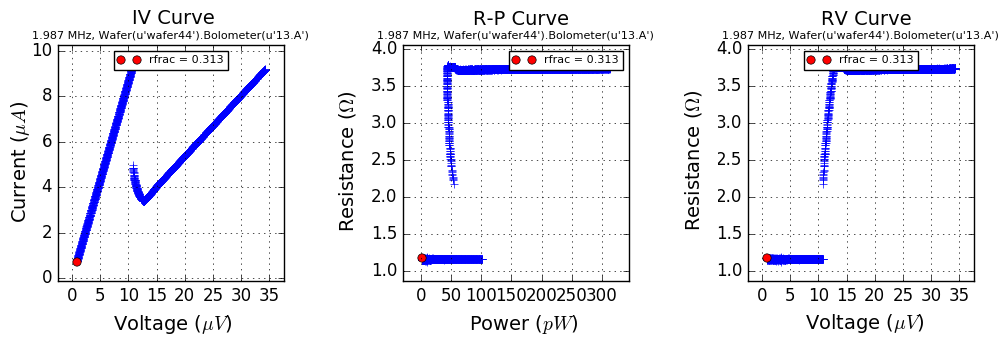 IV Curve
1.987 MHz, Wafer(u'wafer44').Bolometer(u'13.A')
rfrac = 0.313
10
8
6
4
2
0
Current (μA)
0 5 10 15 20 25 30 35
Voltage (μV)
R-P Curve
1.987 MHz, Wafer(u'wafer44').Bolometer(u'13.A')
rfrac = 0.313
4.0
3.5
3.0
2.5
2.0
1.5
1.0
Resistance (Ω)
0 50 100 150 200 250 300
Power (pW)
RV Curve
1.987 MHz, Wafer(u'wafer44').Bolometer(u'13.A')
rfrac = 0.313
4.0
3.5
3.0
2.5
2.0
1.5
1.0
Resistance (Ω)
0 5 10 15 20 25 30 35
Voltage (μV)